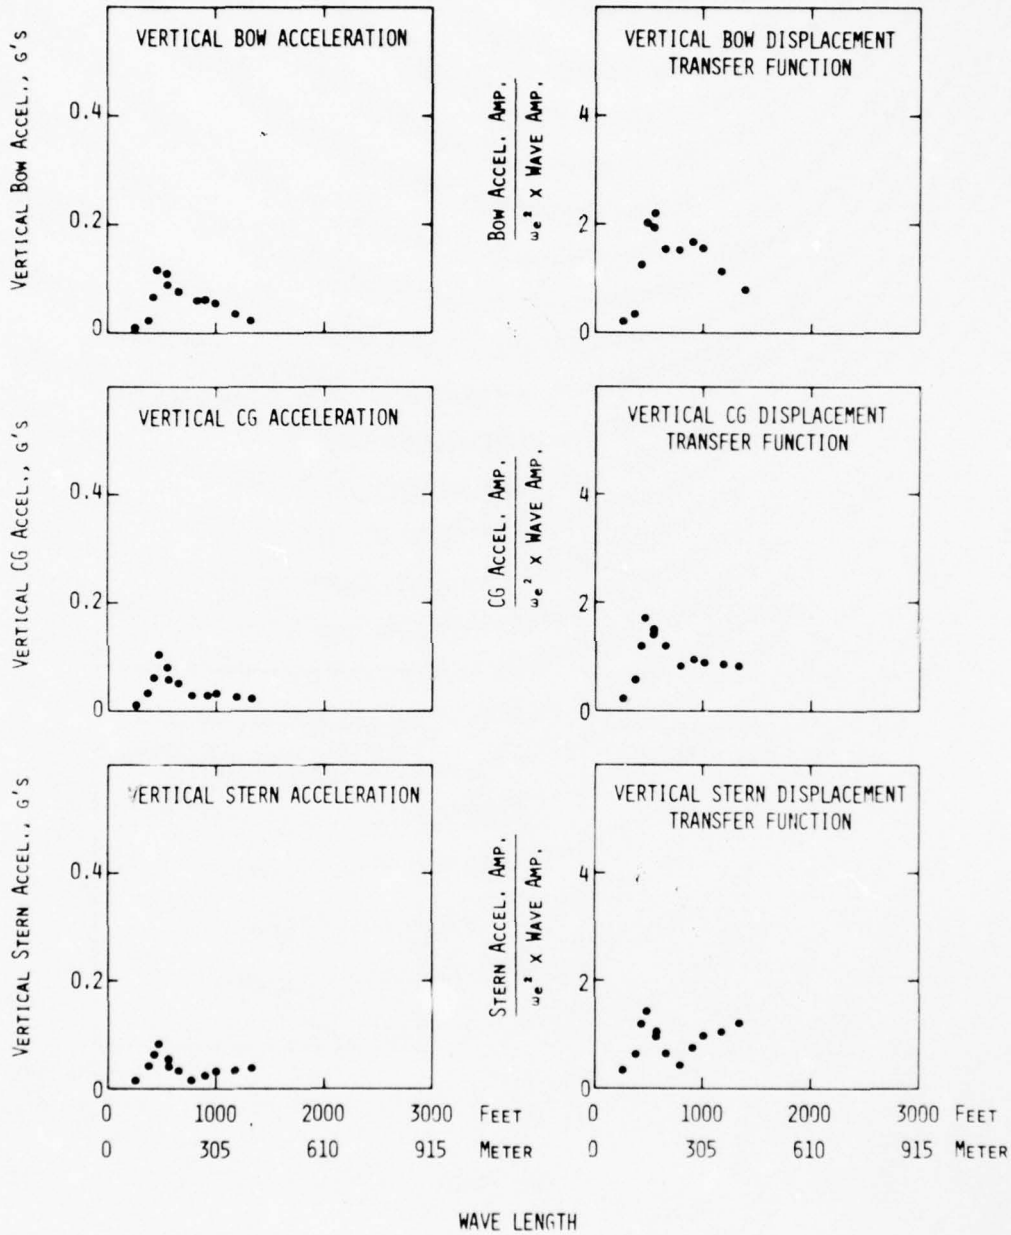 VERTICAL BOW ACCELERATION
VERTICAL BOW ACCEL., G'S
0.4
0.2
0
VERTICAL BOW DISPLACEMENT
TRANSFER FUNCTION
BOW ACCEL. AMP.
ωe² X WAVE AMP.
4
2
0
VERTICAL CG ACCELERATION
VERTICAL CG ACCEL., G'S
0.4
0.2
0
VERTICAL CG DISPLACEMENT
TRANSFER FUNCTION
CG ACCEL. AMP.
ωe² X WAVE AMP.
4
2
0
VERTICAL STERN ACCELERATION
VERTICAL STERN ACCEL., G'S
0.4
0.2
0
VERTICAL STERN DISPLACEMENT
TRANSFER FUNCTION
STERN ACCEL. AMP.
ωe² X WAVE AMP.
4
2
0
0 1000 2000 3000 FEET
0 305 610 915 METER
0 1000 2000 3000 FEET
0 305 610 915 METER
WAVE LENGTH